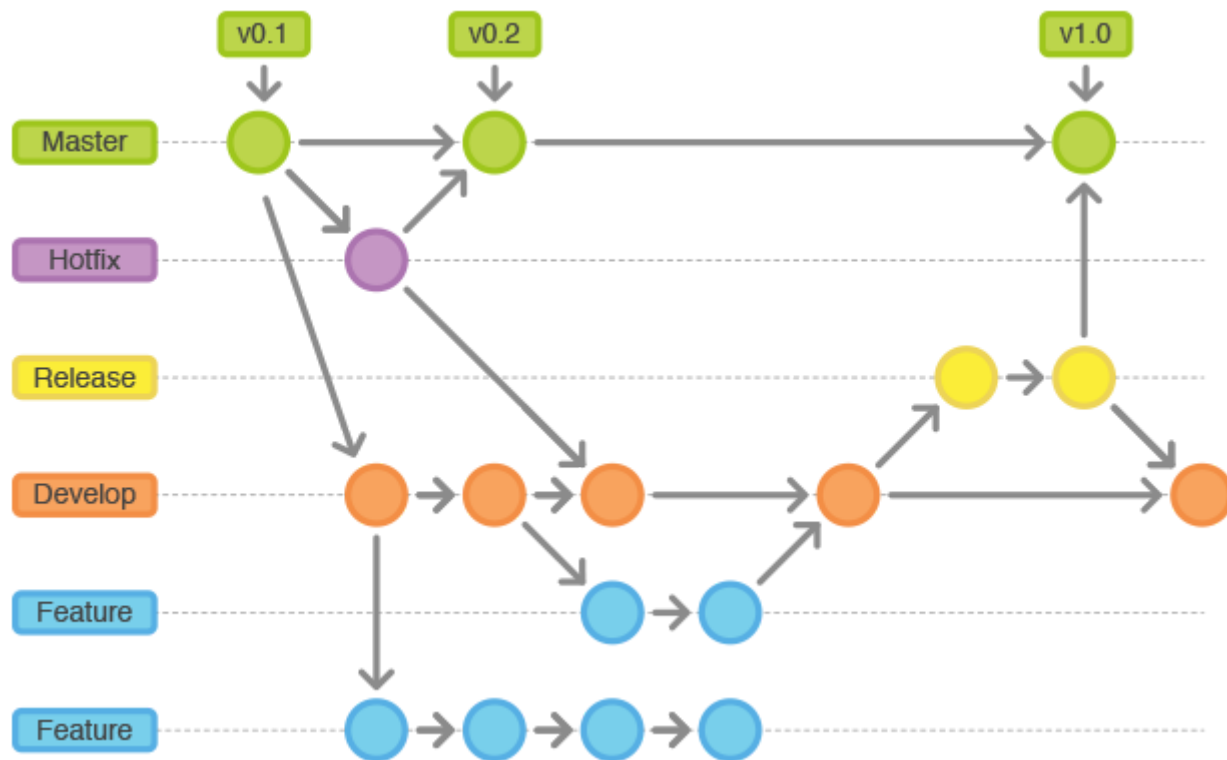 v0.1
v0.2
v1.0
Master
Hotfix
Release
Develop
Feature
Feature